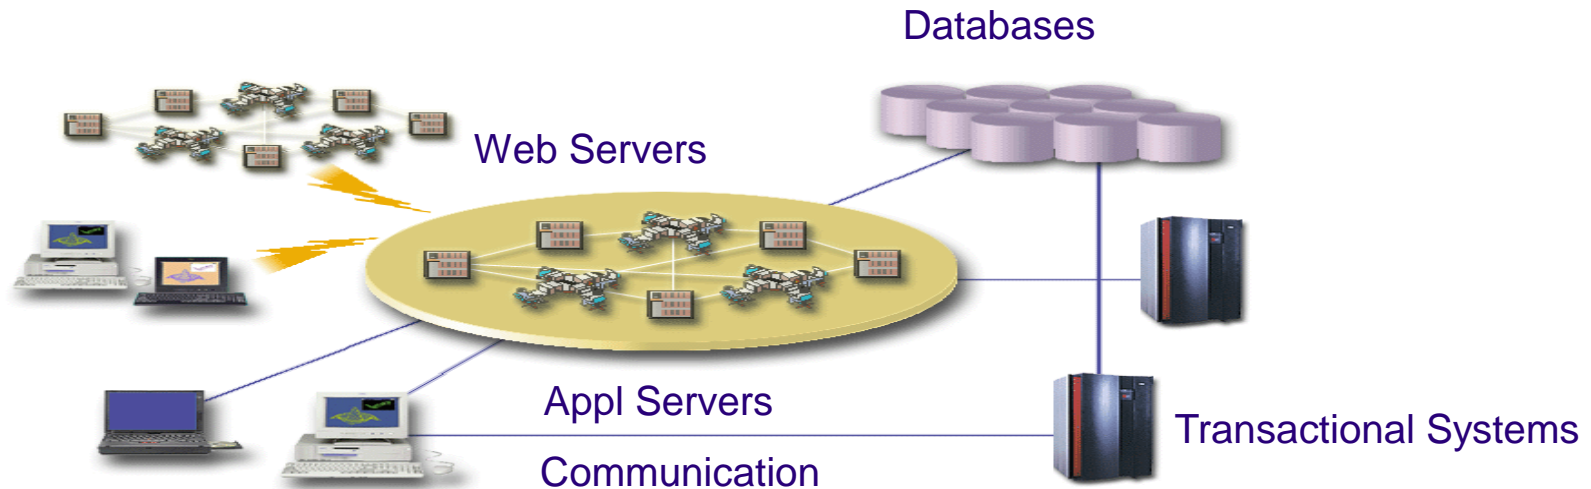 Databases
Web Servers
Appl Servers
Transactional Systems
Communication